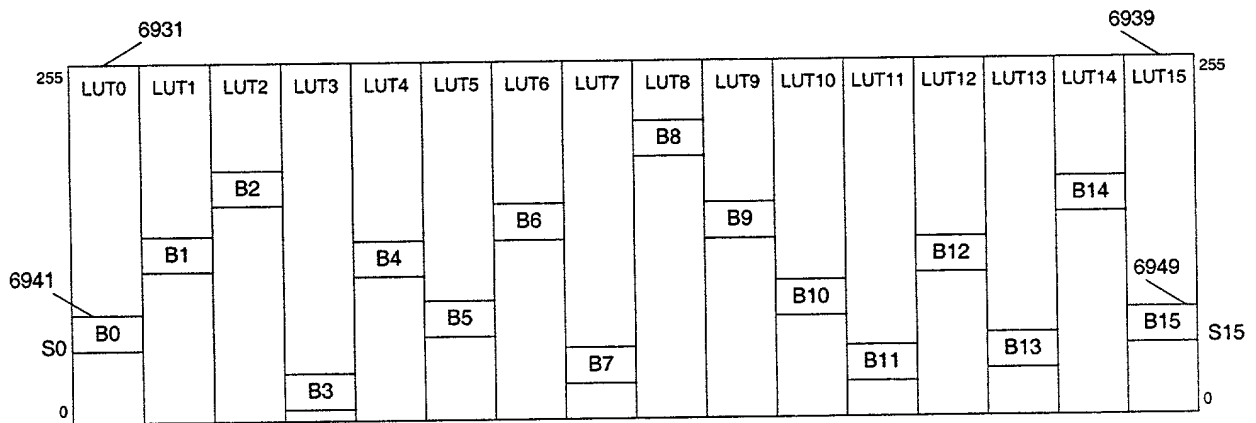 6931 6939
255 LUT0 LUT1 LUT2 LUT3 LUT4 LUT5 LUT6 LUT7 LUT8 LUT9 LUT10 LUT11 LUT12 LUT13 LUT14 LUT15 255
B8
B2 B14
B6 B9
B1 B4 B12
6941 B10 6949
B0 B5 B15
S0 B7 B11 B13 S15
B3
0 0